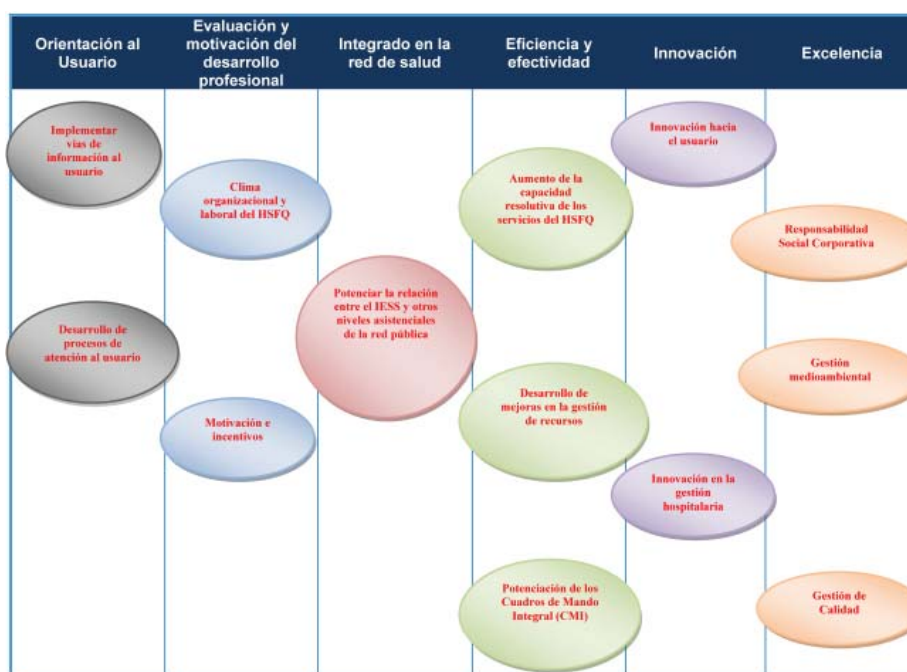 Orientación al
Usuario
Evaluación y
motivación del
desarrollo
profesional
Integrado en la
red de salud
Eficiencia y
efectividad
Innovación
Excelencia
Implementar
vías de
información al
usuario
Desarrollo de
procesos de
atención al usuario
Clima
organizacional y
laboral del HSFQ
Motivación e
incentivos
Potenciar la relación
entre el IESS y otros
niveles asistenciales
de la red pública
Aumento de la
capacidad
resolutiva de los
servicios del HSFQ
Desarrollo de
mejoras en la gestión
de recursos
Potenciación de los
Cuadros de Mando
Integral (CMI)
Innovación hacia
el usuario
Innovación en la
gestión
hospitalaria
Responsabilidad
Social Corporativa
Gestión
medioambiental
Gestión de
Calidad